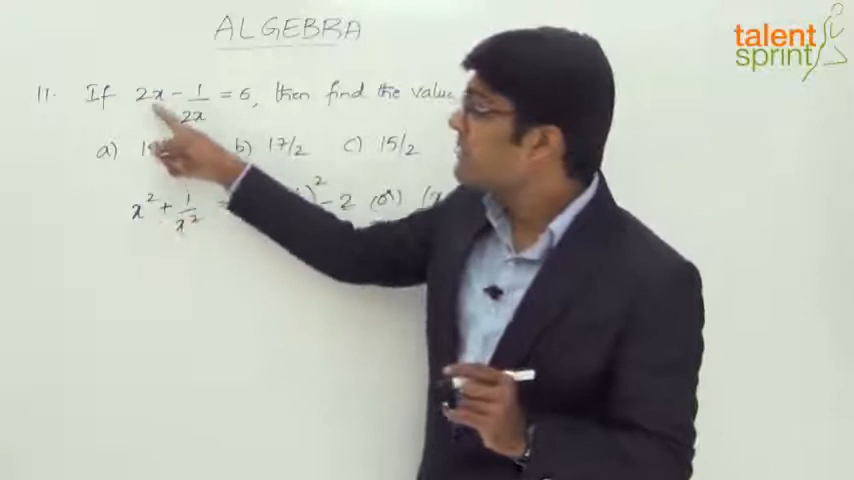 ALGEBRA
talent
sprint
11. If 2x - 1/2x = 6, then find the value
a) b) 17/2 c) 15/2
x² + 1/x² = )² - 2 (or) (x